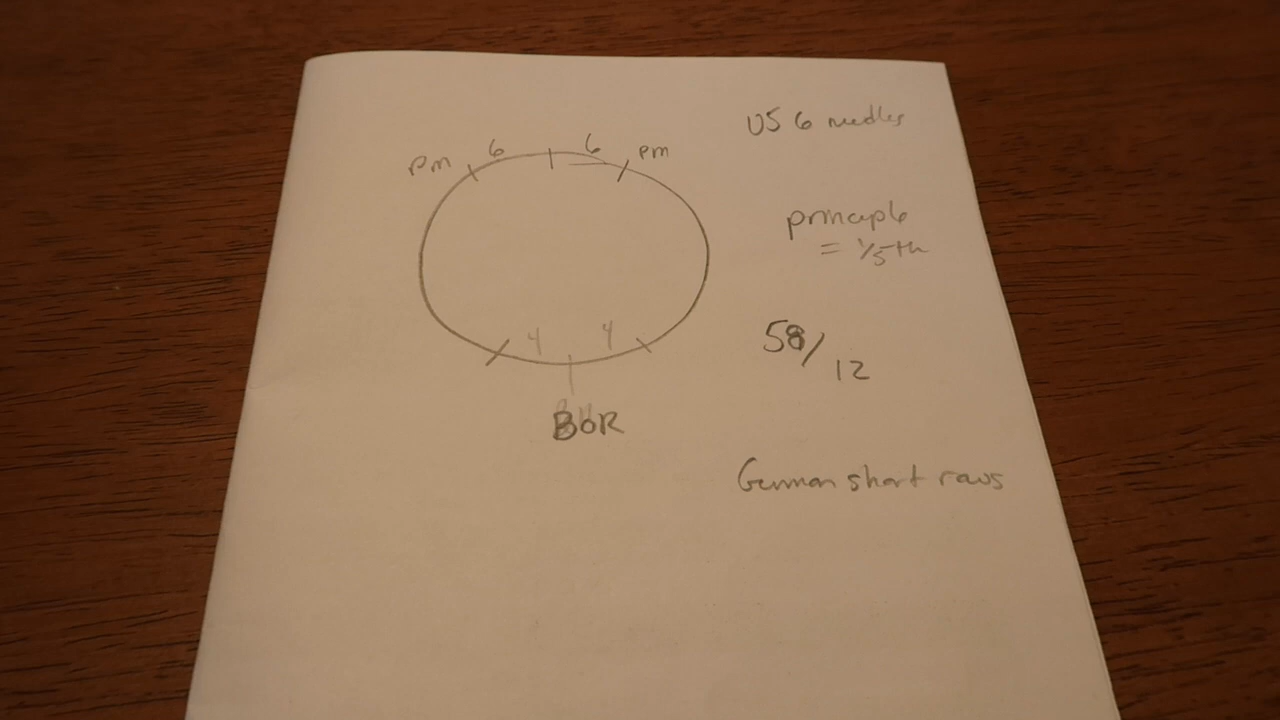 US 6 needles
pm 6 6 pm
principle
= 1/5th
58/12
4 4
BOR
German short rows